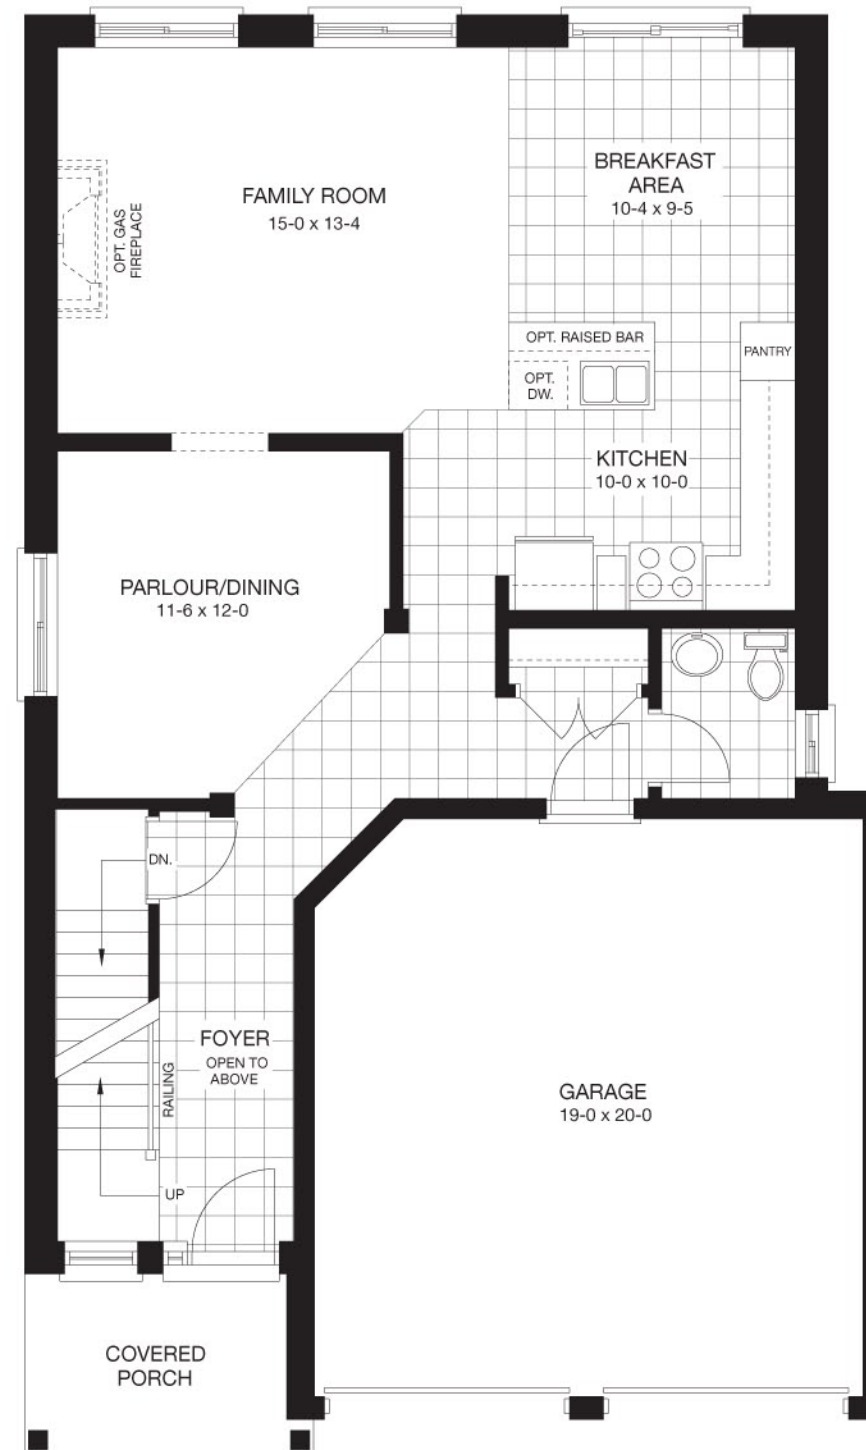 FAMILY ROOM
15-0 x 13-4
OPT. GAS
FIREPLACE
BREAKFAST
AREA
10-4 x 9-5
OPT. RAISED BAR
OPT.
DW.
PANTRY
KITCHEN
10-0 x 10-0
PARLOUR/DINING
11-6 x 12-0
DN.
FOYER
OPEN TO
ABOVE
RAILING
UP
GARAGE
19-0 x 20-0
COVERED
PORCH